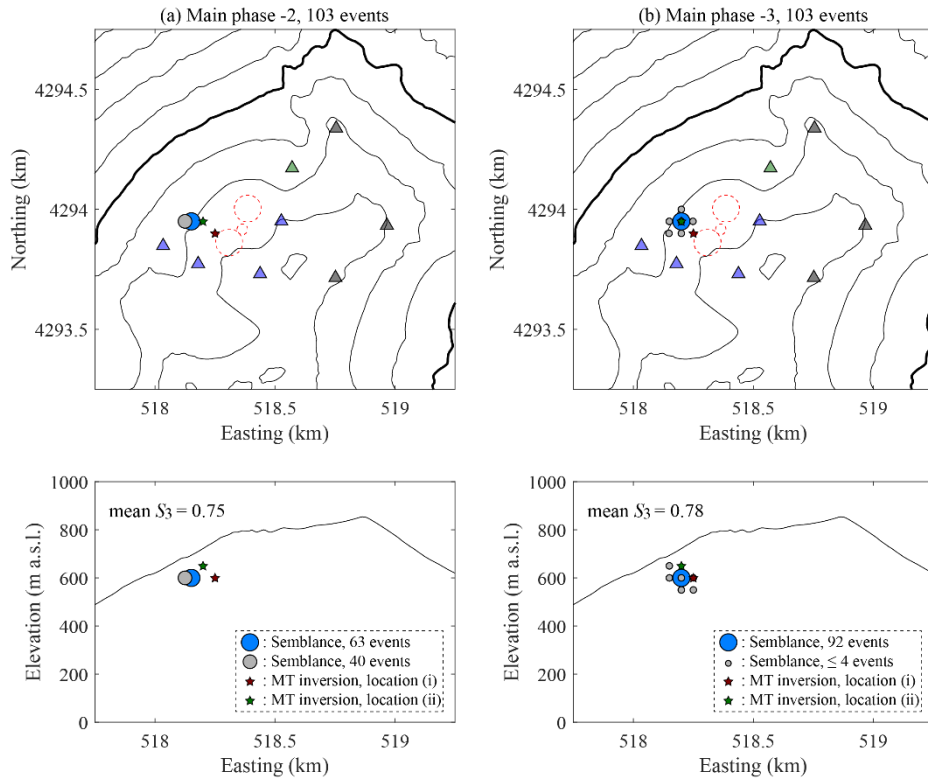 (a) Main phase -2, 103 events
4294.5
4294
4293.5
Northing (km)
518
518.5
519
Easting (km)
(b) Main phase -3, 103 events
4294.5
4294
4293.5
Northing (km)
518
518.5
519
Easting (km)
1000
800
600
400
200
0
Elevation (m a.s.l.)
mean S3 = 0.75
: Semblance, 63 events
: Semblance, 40 events
: MT inversion, location (i)
: MT inversion, location (ii)
518
518.5
519
Easting (km)
1000
800
600
400
200
0
Elevation (m a.s.l.)
mean S3 = 0.78
: Semblance, 92 events
: Semblance, ≤ 4 events
: MT inversion, location (i)
: MT inversion, location (ii)
518
518.5
519
Easting (km)